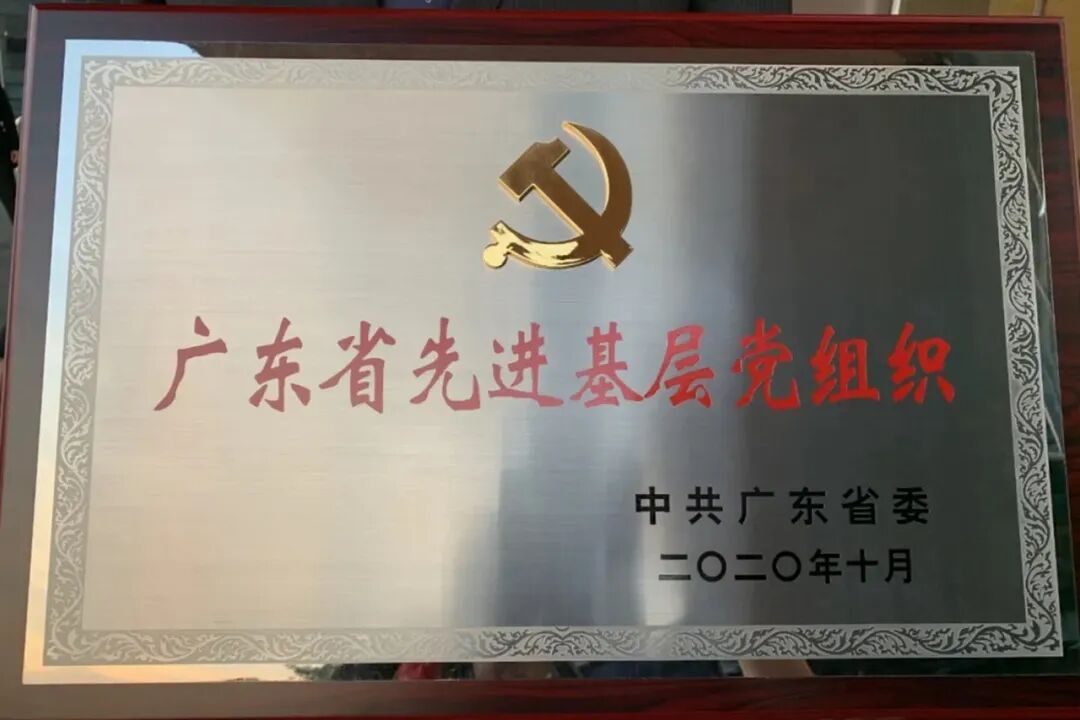 广东省先进基层党组织
中共广东省委
二〇二〇年十月